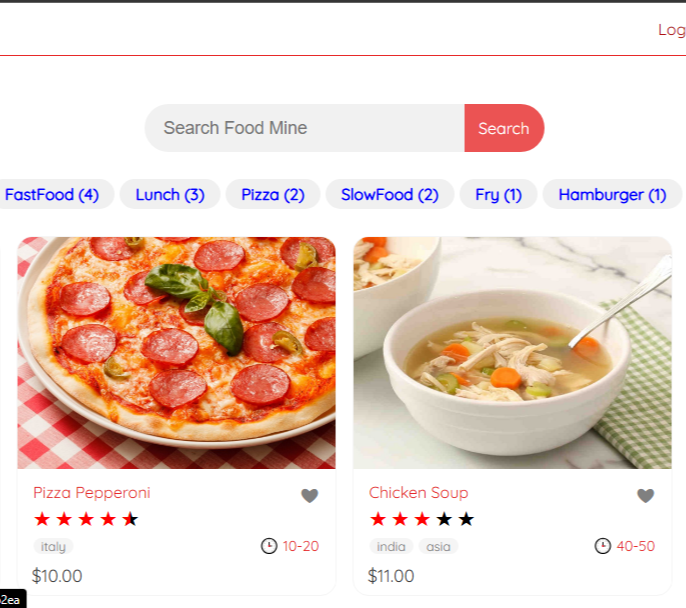 Log
Search Food Mine
Search
FastFood (4)
Lunch (3)
Pizza (2)
SlowFood (2)
Fry (1)
Hamburger (1)
Pizza Pepperoni
italy
10-20
$10.00
Chicken Soup
india
asia
40-50
$11.00
2ea